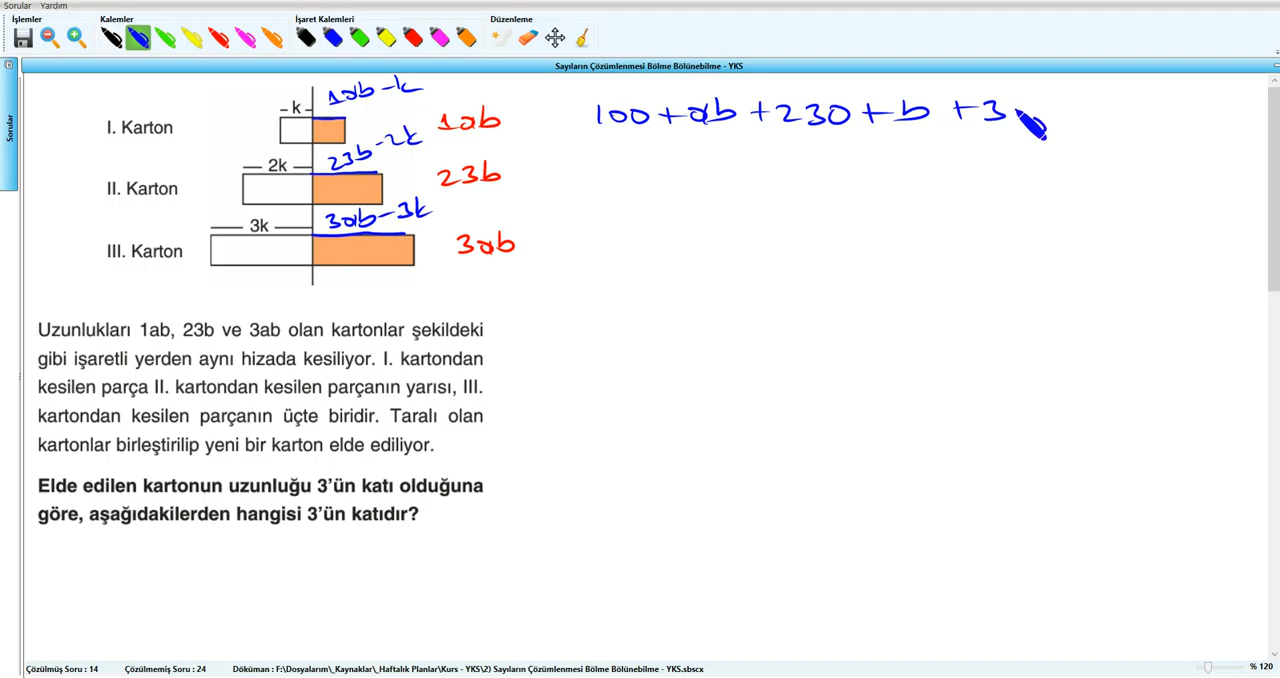 Sorular Yardım
İşlemler Kalemler İşaret Kalemleri Düzenleme
Sayıların Çözümlenmesi Bölme Bölünebilme - YKS
Sorular
I. Karton k 1ab-k 1ab
II. Karton 2k 23b-2k 23b
III. Karton 3k 3ab-3k 3ab
100+ab+230+b+3
Uzunlukları 1ab, 23b ve 3ab olan kartonlar şekildeki
gibi işaretli yerden aynı hizada kesiliyor. I. kartondan
kesilen parça II. kartondan kesilen parçanın yarısı, III.
kartondan kesilen parçanın üçte biridir. Taralı olan
kartonlar birleştirilip yeni bir karton elde ediliyor.
Elde edilen kartonun uzunluğu 3'ün katı olduğuna
göre, aşağıdakilerden hangisi 3'ün katıdır?
Çözülmüş Soru : 14 Çözülmemiş Soru : 24 Döküman : F:\Dosyalarım\_Kaynaklar\_Haftalık Planlar\Kurs - YKS\2) Sayıların Çözümlenmesi Bölme Bölünebilme - YKS.sbscx % 120